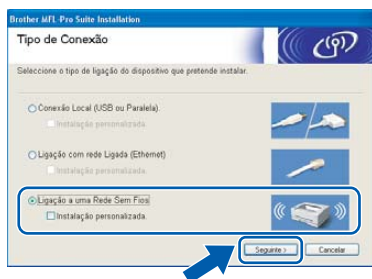 Brother MFL-Pro Suite Installation
Tipo de Conexão
Seleccione o tipo de ligação do dispositivo que pretende instalar.
Conexão Local (USB ou Paralela).
Instalação personalizada.
Ligação com rede Ligada (Ethernet)
Instalação personalizada.
Ligação a uma Rede Sem Fios
Instalação personalizada.
Seguinte >
Cancelar